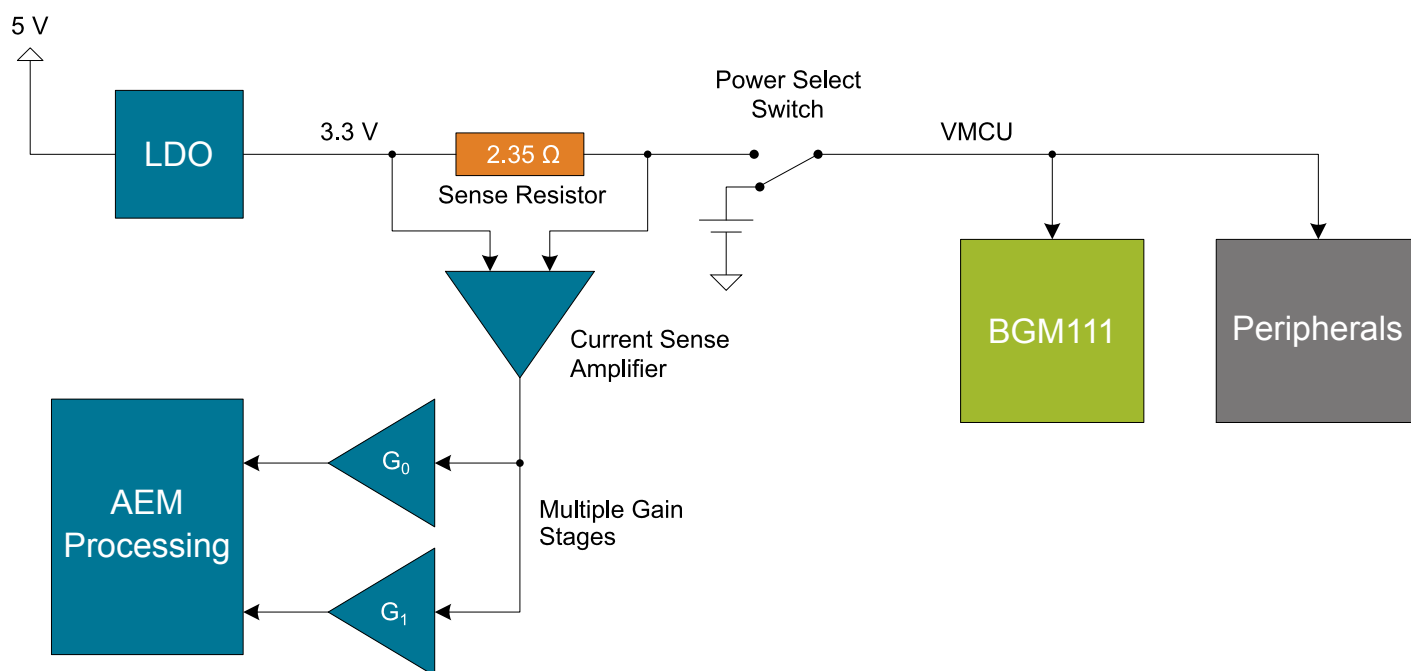 5 V
LDO
3.3 V
2.35 Ω
Sense Resistor
Power Select
Switch
VMCU
BGM111
Peripherals
Current Sense
Amplifier
AEM
Processing
G₀
Multiple Gain
Stages
G₁